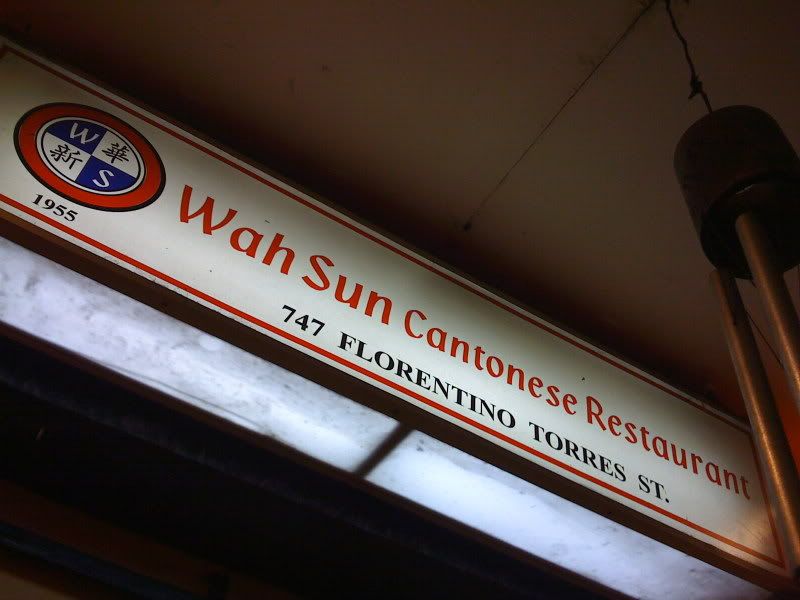 W 華
新 S
1955
Wah Sun Cantonese Restaurant
747 FLORENTINO TORRES ST.